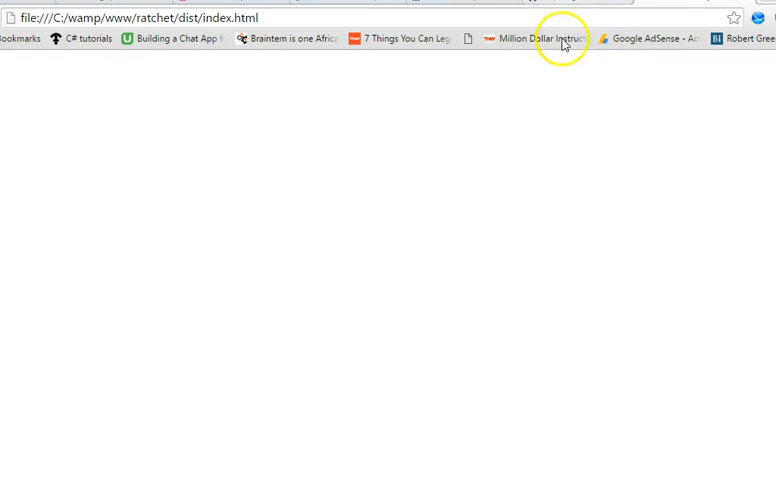 file:///C:/wamp/www/ratchet/dist/index.html
Bookmarks C# tutorials Building a Chat App f Braintem is one Africa 7 Things You Can Leg Million Dollar Instruct Google AdSense - Ac Robert Gree